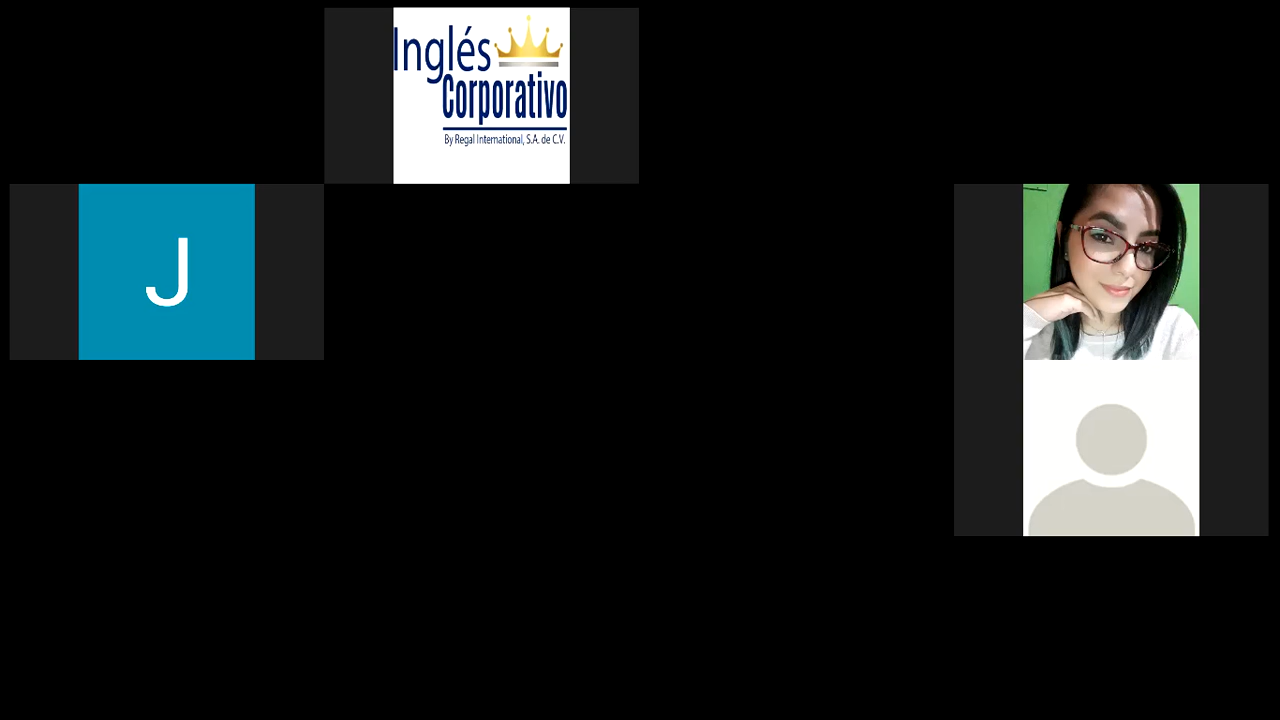 Inglés
Corporativo
By Regal International, S.A. de C.V.
J